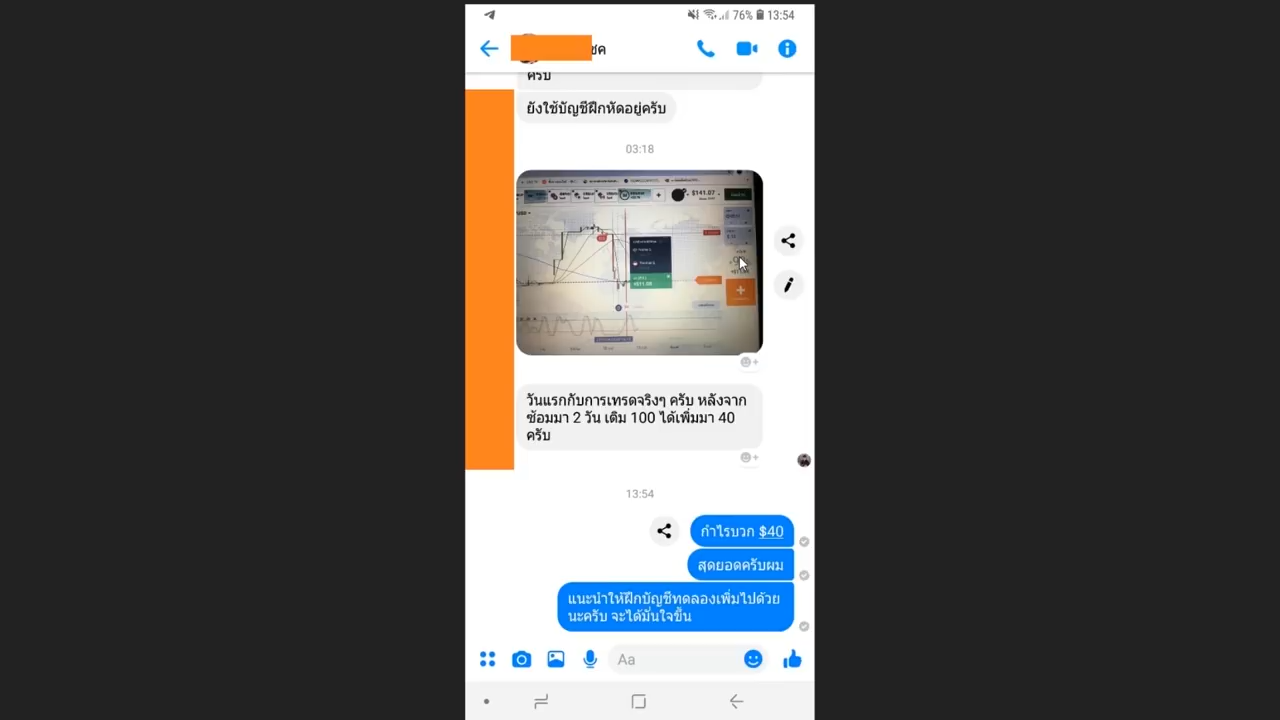 76% 13:54
ชค
ครับ
ยังใช้บัญชีฝึกหัดอยู่ครับ
03:18
$141.07
วันแรกกับการเทรดจริงๆ ครับ หลังจาก
ซ้อมมา 2 วัน เดิม 100 ได้เพิ่มมา 40
ครับ
13:54
กำไรบวก $40
สุดยอดครับผม
แนะนำให้ฝึกบัญชีทดลองเพิ่มไปด้วย
นะครับ จะได้มั่นใจขึ้น
Aa